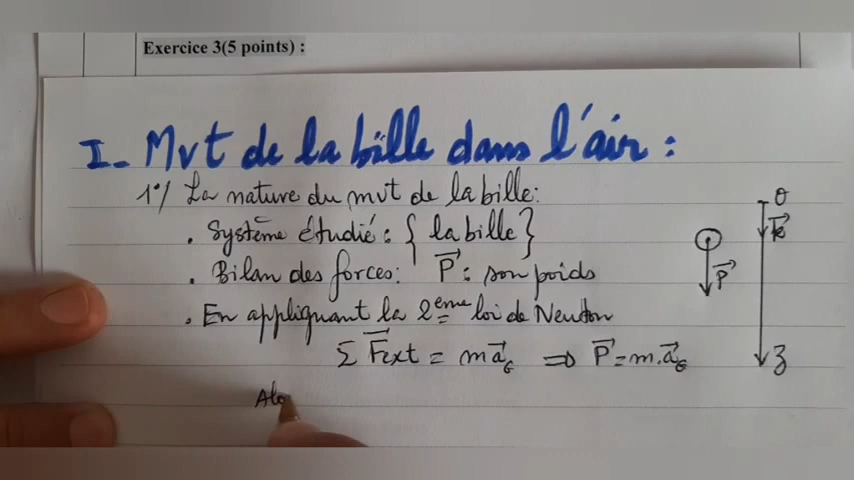 Exercice 3(5 points) :
I- Mvt de la bille dans l'air :
1°/ La nature du mvt de la bille:
. Système étudié : { la bille }
. Bilan des forces: P⃗ : son poids
. En appliquant la 2ème loi de Newton
Σ F⃗ext = m a⃗G ⟹ P⃗ = m.a⃗G
Alo
O
k⃗
P⃗
z